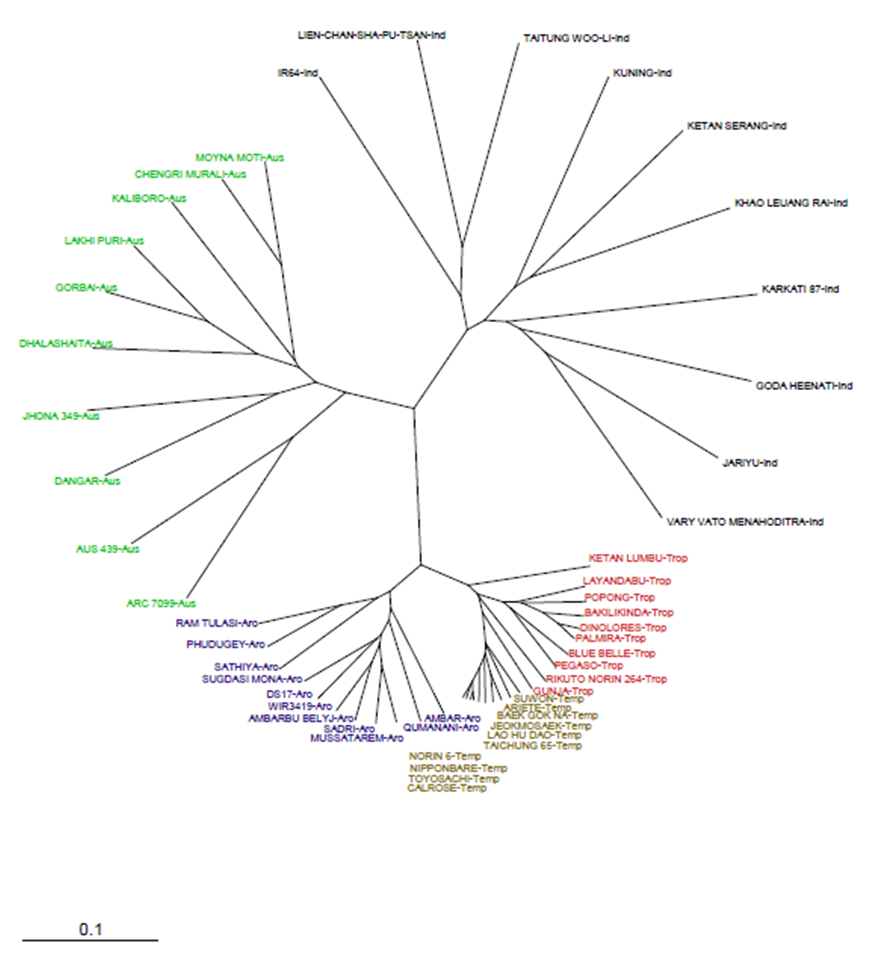 LIEN-CHAN-SHA-PU-TSAN-Ind
TAITUNG WOO-LI-Ind
IR64-Ind
KUNING-Ind
KETAN SERANG-Ind
MOYNA MOTI-Aus
CHENGRI MURALI-Aus
KALIBORO-Aus
KHAO LEUANG RAI-Ind
LAKHI PURI-Aus
GORBAI-Aus
KARKATI 87-Ind
DHALASHAITA-Aus
GODA HEENATI-Ind
JHONA 349-Aus
JARIYU-Ind
DANGAR-Aus
VARY VATO MENAHODITRA-Ind
AUS 439-Aus
KETAN LUMBU-Trop
LAYANDABU-Trop
ARC 7099-Aus
POPONG-Trop
BAKILIKINDA-Trop
RAM TULASI-Aro
DINOLORES-Trop
PALMIRA-Trop
PHUDUGEY-Aro
BLUE BELLE-Trop
SATHIYA-Aro
PEGASO-Trop
SUGDASI MONA-Aro
RIKUTO NORIN 264-Trop
DS17-Aro
GUNJA-Trop
SUWON-Temp
WIR3419-Aro
ARIETE-Temp
AMBARBU BELYJ-Aro
AMBAR-Aro
BAEK GOK NA-Temp
SADRI-Aro
QUMANANI-Aro
JEOKMOSAEK-Temp
MUSSATAREM-Aro
LAO HU DAO-Temp
TAICHUNG 65-Temp
NORIN 6-Temp
NIPPONBARE-Temp
TOYOSACHI-Temp
CALROSE-Temp
0.1